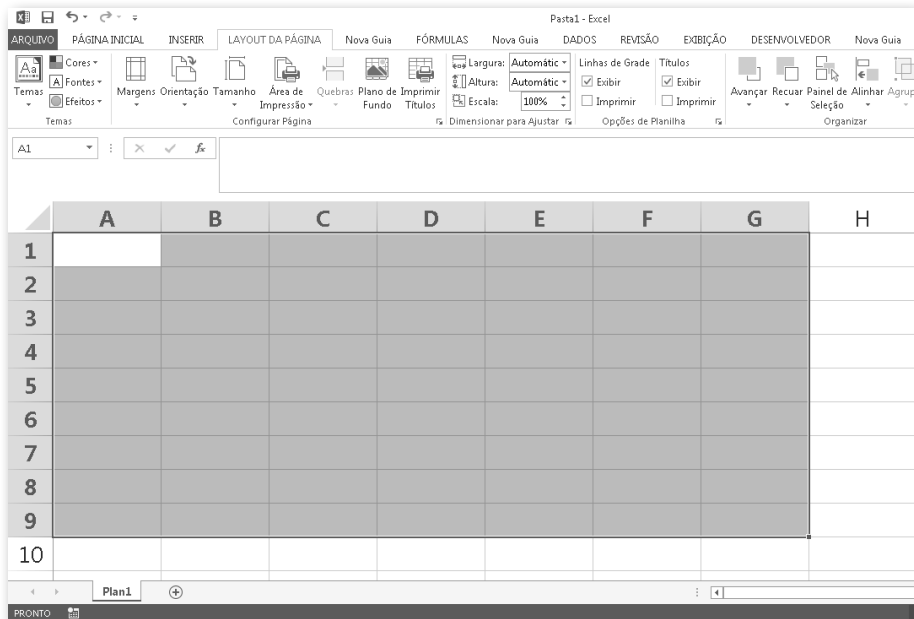 Pasta1 - Excel
ARQUIVO PÁGINA INICIAL INSERIR LAYOUT DA PÁGINA Nova Guia FÓRMULAS Nova Guia DADOS REVISÃO EXIBIÇÃO DESENVOLVEDOR Nova Guia
Aa Cores Largura: Automátic Linhas de Grade Títulos
A Fontes Altura: Automátic Exibir Exibir
Temas Efeitos Margens Orientação Tamanho Área de Impressão Quebras Plano de Fundo Imprimir Títulos Escala: 100% Imprimir Imprimir Avançar Recuar Painel de Seleção Alinhar Agrup
Temas Configurar Página Dimensionar para Ajustar Opções de Planilha Organizar
A1 fx
A B C D E F G H
1
2
3
4
5
6
7
8
9
10
Plan1
PRONTO